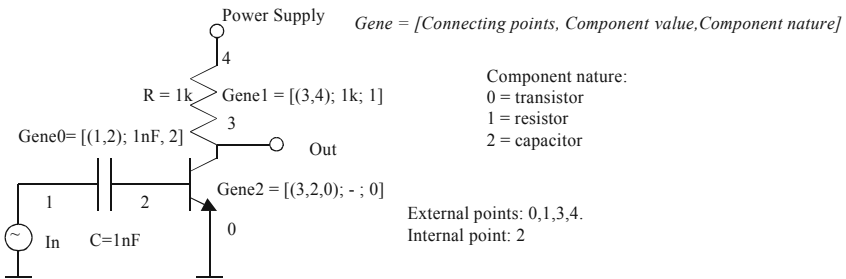 Power Supply
Gene = [Connecting points, Component value,Component nature]
4
R = 1k
Gene1 = [(3,4); 1k; 1]
Component nature:
0 = transistor
1 = resistor
2 = capacitor
3
Gene0= [(1,2); 1nF, 2]
Out
Gene2 = [(3,2,0); - ; 0]
1
2
0
External points: 0,1,3,4.
Internal point: 2
~
In
C=1nF